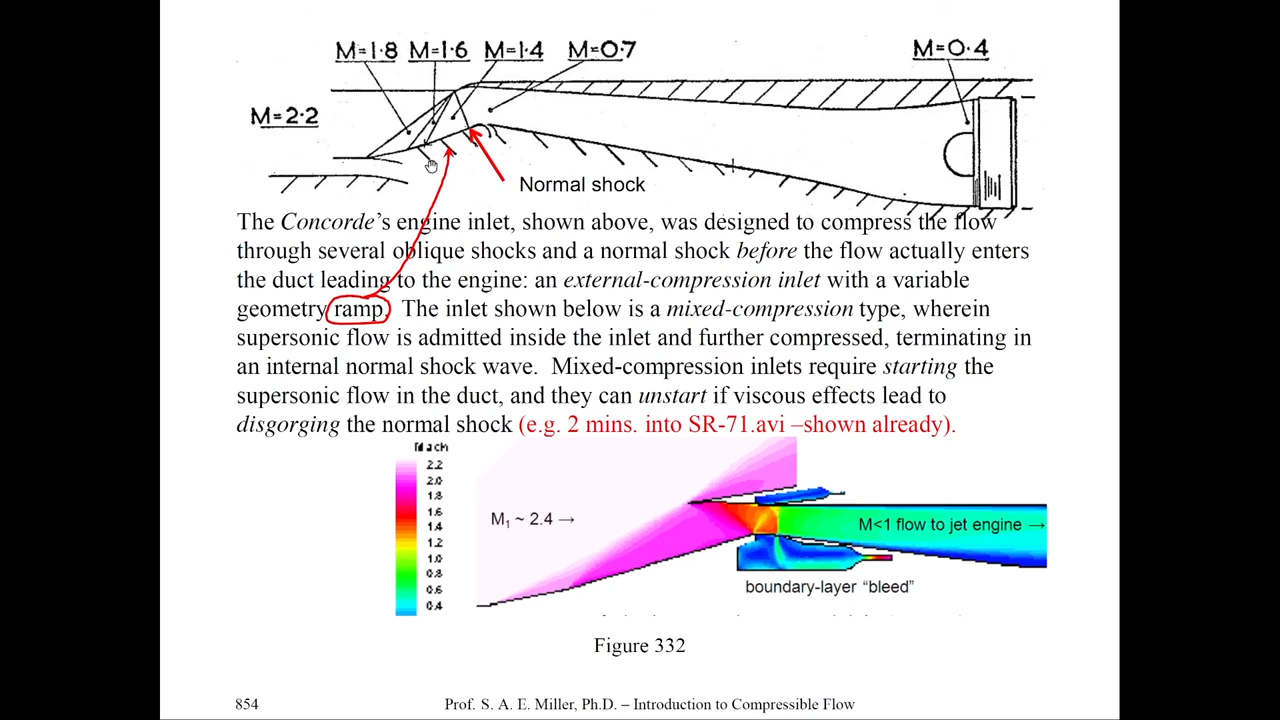 M=1·8 M=1·6 M=1·4 M=0·7 M=0·4
M=2·2
Normal shock
The Concorde's engine inlet, shown above, was designed to compress the flow
through several oblique shocks and a normal shock before the flow actually enters
the duct leading to the engine: an external-compression inlet with a variable
geometry ramp. The inlet shown below is a mixed-compression type, wherein
supersonic flow is admitted inside the inlet and further compressed, terminating in
an internal normal shock wave. Mixed-compression inlets require starting the
supersonic flow in the duct, and they can unstart if viscous effects lead to
disgorging the normal shock (e.g. 2 mins. into SR-71.avi –shown already).
Mach
2.2
2.0
1.8
1.6
1.4
1.2
1.0
0.8
0.6
0.4
M1 ~ 2.4 →
M<1 flow to jet engine →
boundary-layer “bleed”
Figure 332
854 Prof. S. A. E. Miller, Ph.D. – Introduction to Compressible Flow